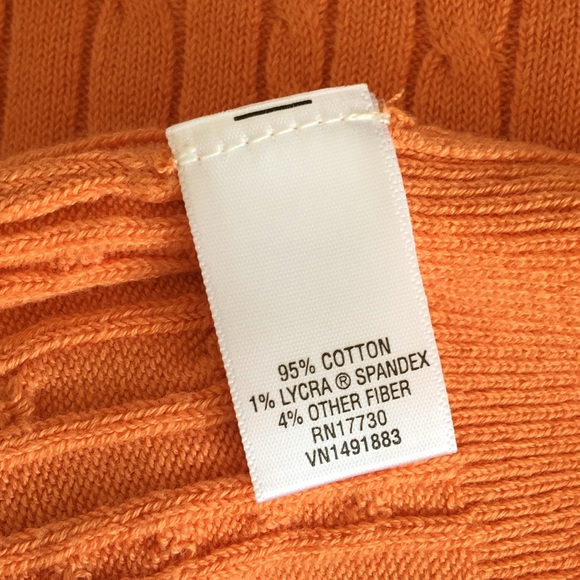 95% COTTON
1% LYCRA ® SPANDEX
4% OTHER FIBER
RN17730
VN1491883